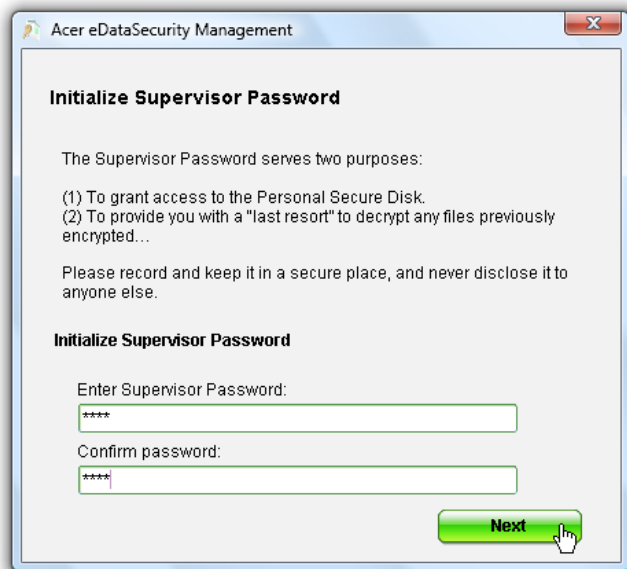 Acer eDataSecurity Management
Initialize Supervisor Password
The Supervisor Password serves two purposes:
(1) To grant access to the Personal Secure Disk.
(2) To provide you with a "last resort" to decrypt any files previously
encrypted...
Please record and keep it in a secure place, and never disclose it to
anyone else.
Initialize Supervisor Password
Enter Supervisor Password:
****
Confirm password:
****
Next